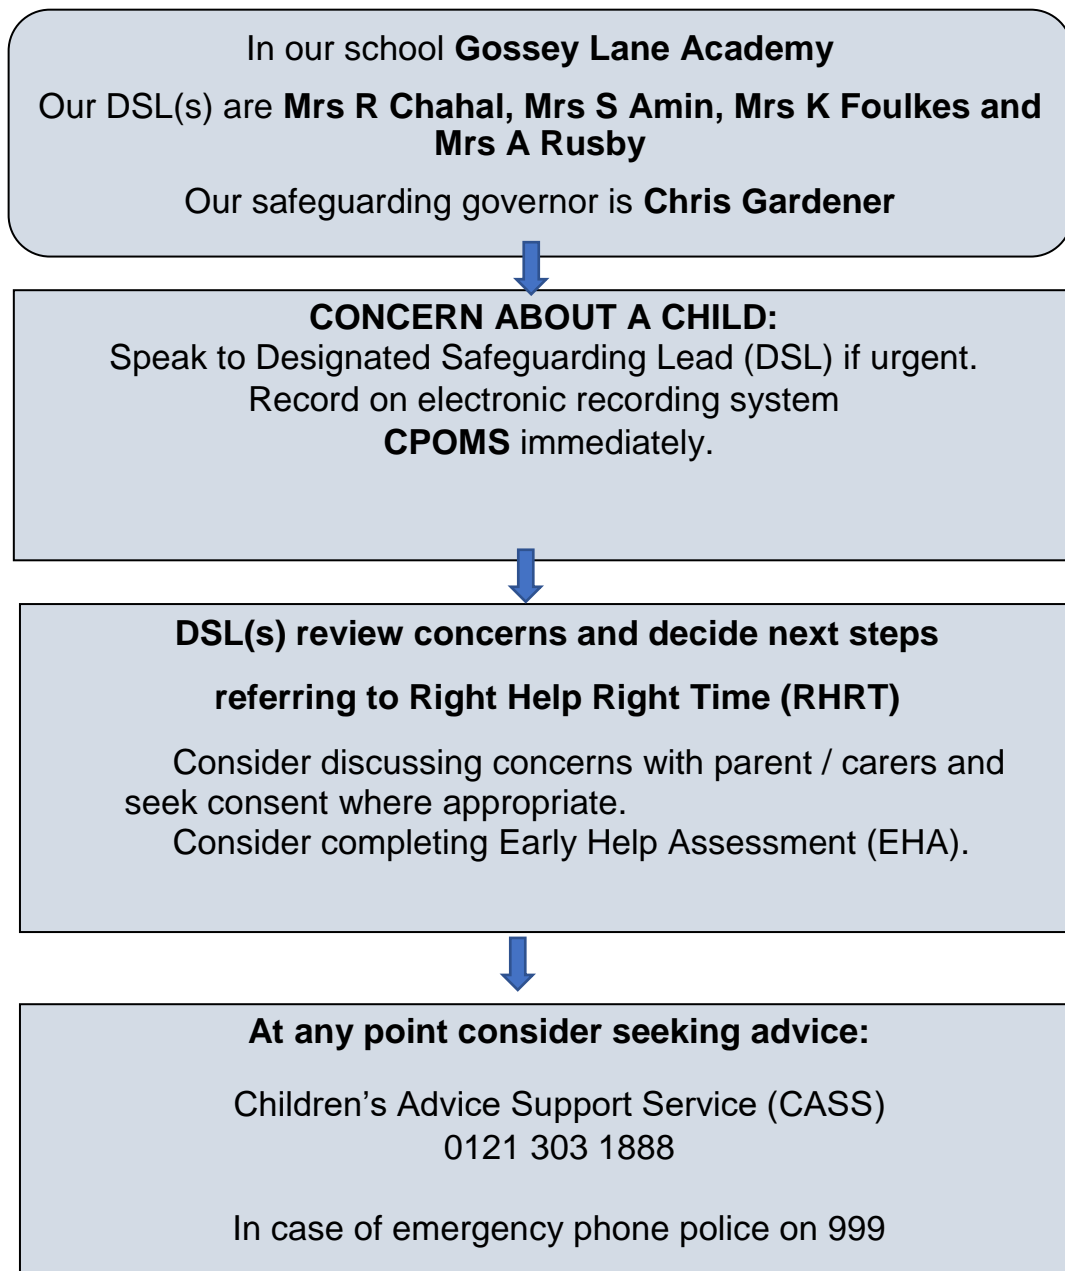 In our school Gossey Lane Academy
Our DSL(s) are Mrs R Chahal, Mrs S Amin, Mrs K Foulkes and
Mrs A Rusby
Our safeguarding governor is Chris Gardener
CONCERN ABOUT A CHILD:
Speak to Designated Safeguarding Lead (DSL) if urgent.
Record on electronic recording system
CPOMS immediately.
DSL(s) review concerns and decide next steps
referring to Right Help Right Time (RHRT)
Consider discussing concerns with parent / carers and
seek consent where appropriate.
Consider completing Early Help Assessment (EHA).
At any point consider seeking advice:
Children’s Advice Support Service (CASS)
0121 303 1888
In case of emergency phone police on 999